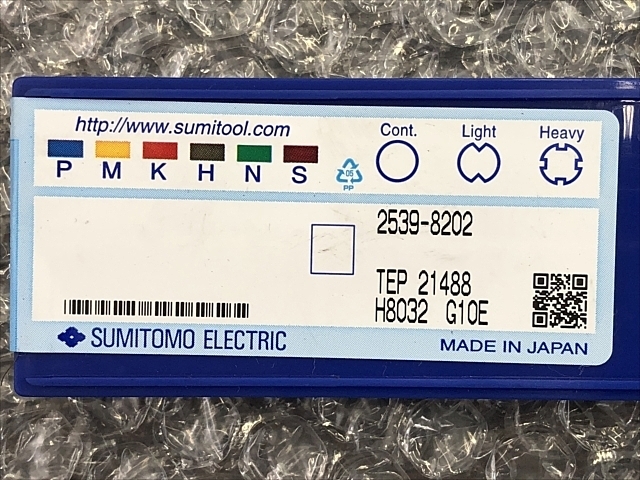 http://www.sumitool.com
P M K H N S
05
PP
Cont. Light Heavy
2539-8202
TEP 21488
H8032 G10E
SUMITOMO ELECTRIC
MADE IN JAPAN